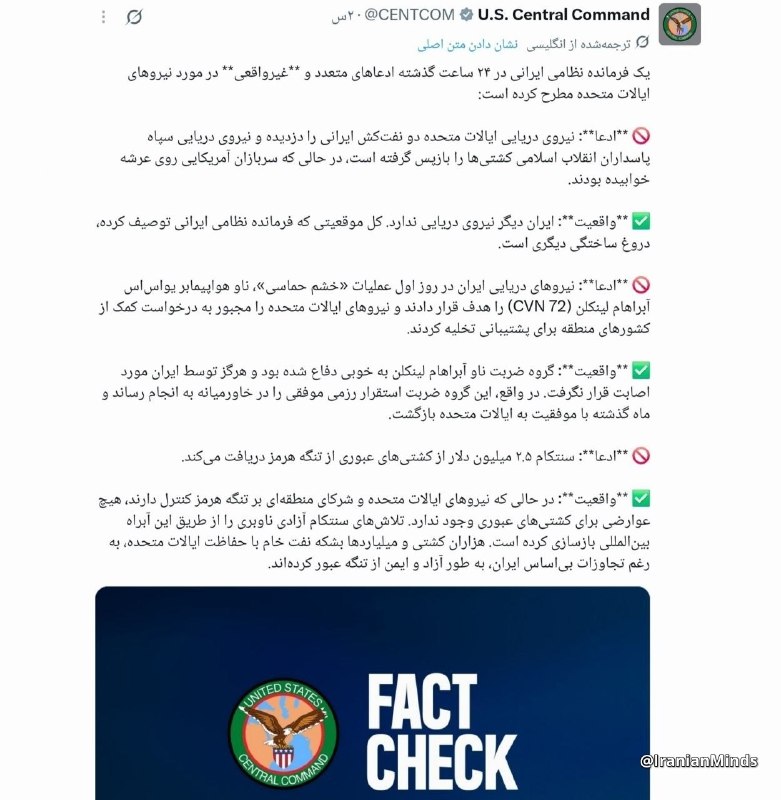 U.S. Central Command @CENTCOM · ۲۰س
ترجمه‌شده از انگلیسی نشان دادن متن اصلی
یک فرمانده نظامی ایرانی در ۲۴ ساعت گذشته ادعاهای متعدد و **غیرواقعی** در مورد نیروهای
ایالات متحده مطرح کرده است:
🚫 **ادعا**: نیروی دریایی ایالات متحده دو نفت‌کش ایرانی را دزدیده و نیروی دریایی سپاه
پاسداران انقلاب اسلامی کشتی‌ها را بازپس گرفته است، در حالی که سربازان آمریکایی روی عرشه
خوابیده بودند.
✅ **واقعیت**: ایران دیگر نیروی دریایی ندارد. کل موقعیتی که فرمانده نظامی ایرانی توصیف کرده،
دروغ ساختگی دیگری است.
🚫 **ادعا**: نیروهای دریایی ایران در روز اول عملیات «خشم حماسی»، ناو هواپیمابر یواس‌اس
آبراهام لینکلن (CVN 72) را هدف قرار دادند و نیروهای ایالات متحده را مجبور به درخواست کمک از
کشورهای منطقه برای پشتیبانی تخلیه کردند.
✅ **واقعیت**: گروه ضربت ناو آبراهام لینکلن به خوبی دفاع شده بود و هرگز توسط ایران مورد
اصابت قرار نگرفت. در واقع، این گروه ضربت استقرار رزمی موفقی را در خاورمیانه به انجام رساند و
ماه گذشته با موفقیت به ایالات متحده بازگشت.
🚫 **ادعا**: سنتکام ۲.۵ میلیون دلار از کشتی‌های عبوری از تنگه هرمز دریافت می‌کند.
✅ **واقعیت**: در حالی که نیروهای ایالات متحده و شرکای منطقه‌ای بر تنگه هرمز کنترل دارند، هیچ
عوارضی برای کشتی‌های عبوری وجود ندارد. تلاش‌های سنتکام آزادی ناوبری را از طریق این آبراه
بین‌المللی بازسازی کرده است. هزاران کشتی و میلیاردها بشکه نفت خام با حفاظت ایالات متحده، به
رغم تجاوزات بی‌اساس ایران، به طور آزاد و ایمن از تنگه عبور کرده‌اند.
UNITED STATES
CENTRAL COMMAND
FACT
CHECK
@IranianMinds